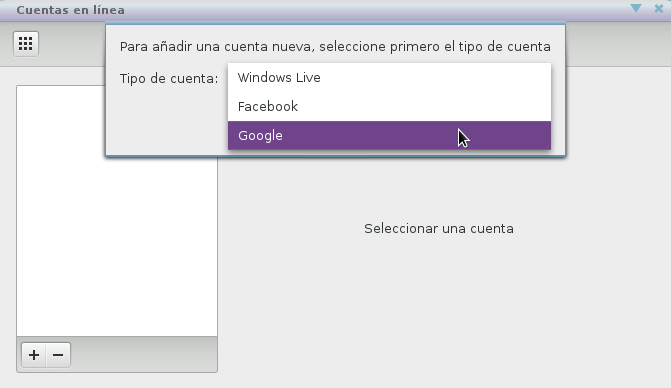 Cuentas en línea
Para añadir una cuenta nueva, seleccione primero el tipo de cuenta
Tipo de cuenta:
Windows Live
Facebook
Google
Seleccionar una cuenta